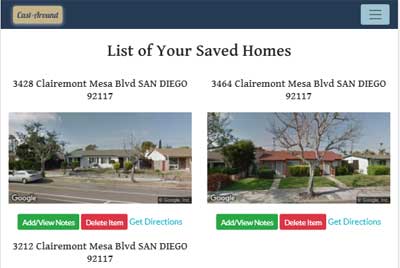 Cast-Around
List of Your Saved Homes
3428 Clairemont Mesa Blvd SAN DIEGO
92117
3464 Clairemont Mesa Blvd SAN DIEGO
92117
Google
© Google, Inc.
Google
© Google, Inc.
Add/View Notes Delete Item Get Directions
Add/View Notes Delete Item Get Directions
3212 Clairemont Mesa Blvd SAN DIEGO
92117